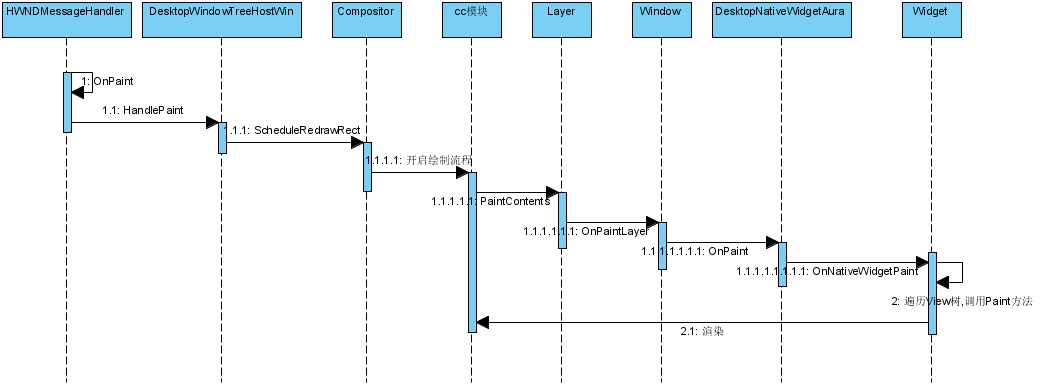 HWNDMessageHandler
DesktopWindowTreeHostWin
Compositor
cc模块
Layer
Window
DesktopNativeWidgetAura
Widget
1: OnPaint
1.1: HandlePaint
1.1.1: ScheduleRedrawRect
1.1.1.1: 开启绘制流程
1.1.1.1.1: PaintContents
1.1.1.1.1.1: OnPaintLayer
1.1.1.1.1.1.1: OnPaint
1.1.1.1.1.1.1.1: OnNativeWidgetPaint
2: 遍历View树,调用Paint方法
2.1: 渲染